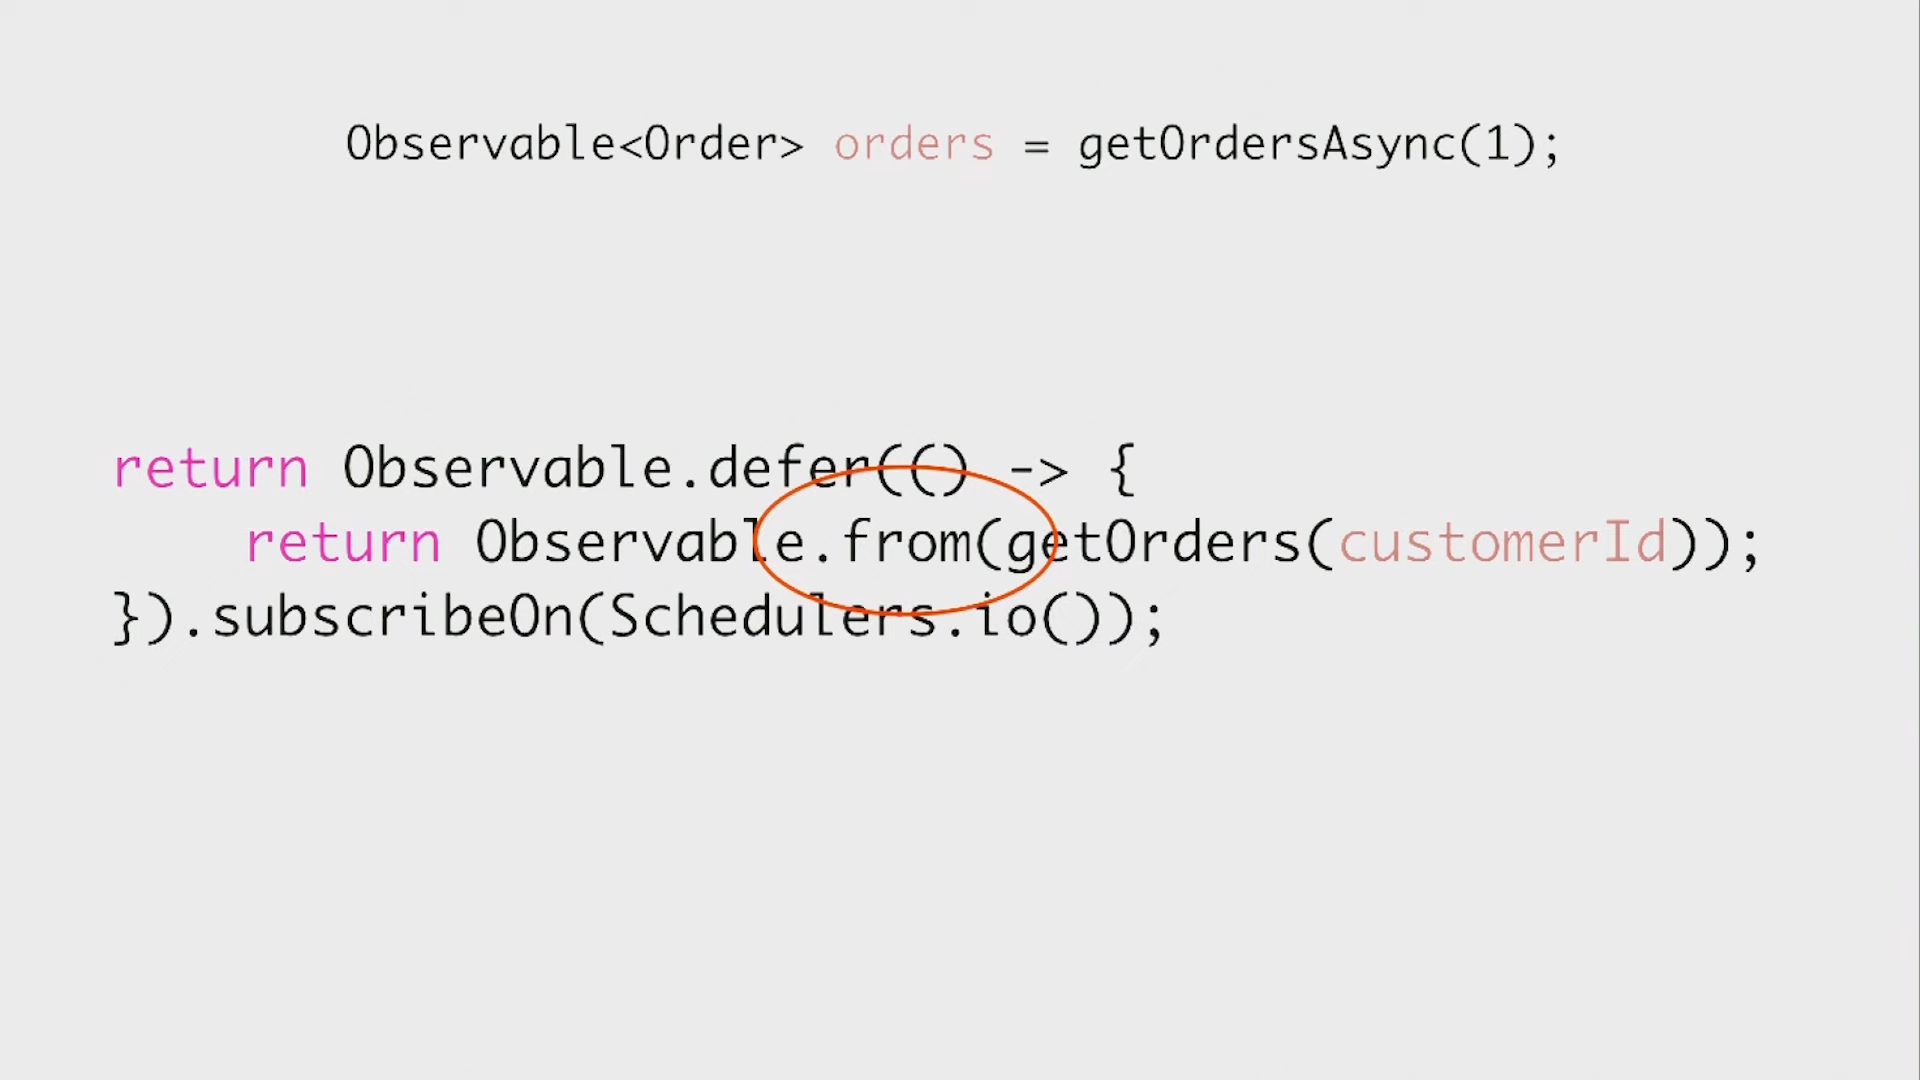 Observable<Order> orders = getOrdersAsync(1);
return Observable.defer(() -> {
    return Observable.from(getOrders(customerId));
}).subscribeOn(Schedulers.io());